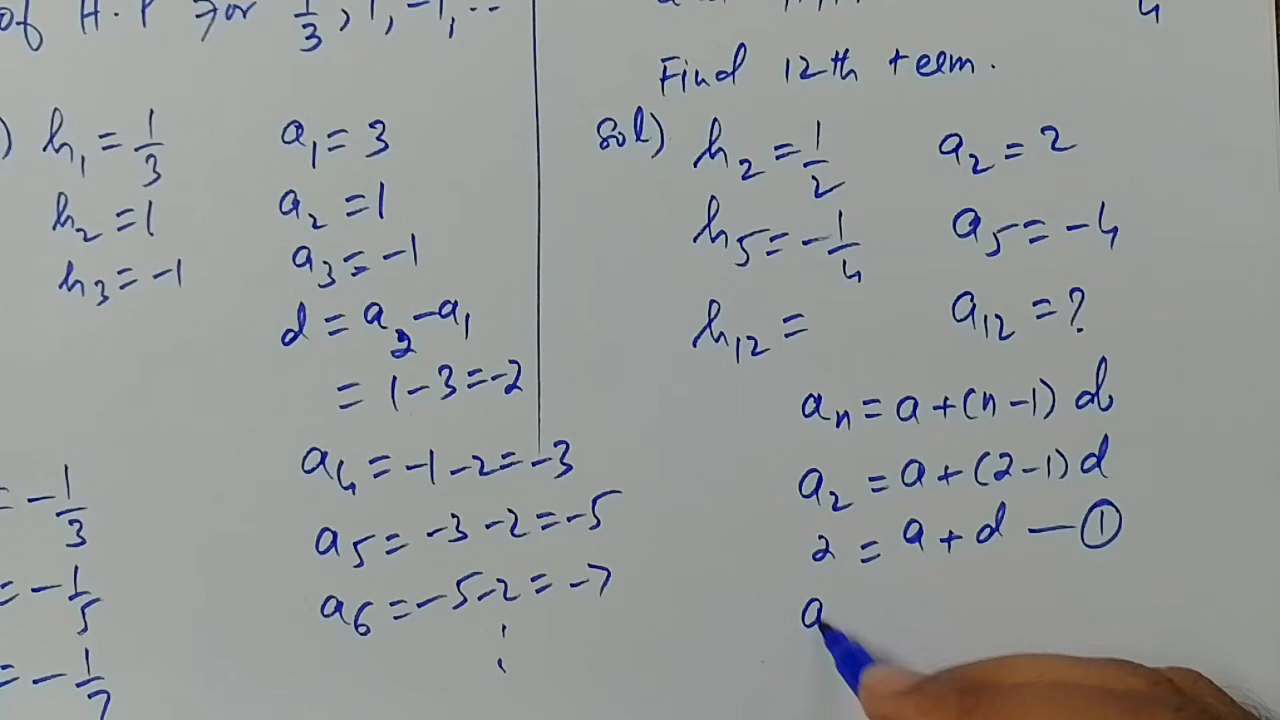 of H.P For 1/3, 1, -1, ..
) h₁ = 1/3
h₂ = 1
h₃ = -1
a₁ = 3
a₂ = 1
a₃ = -1
d = a₂ - a₁
= 1 - 3 = -2
a₄ = -1 - 2 = -3
a₅ = -3 - 2 = -5
a₆ = -5 - 2 = -7
⋮
= -1/3
= -1/5
= -1/7
4
Find 12th term.
Sol)
h₂ = 1/2
a₂ = 2
h₅ = -1/4
a₅ = -4
h₁₂ =
a₁₂ = ?
aₙ = a + (n - 1) d
a₂ = a + (2-1) d
2 = a + d — ①
a